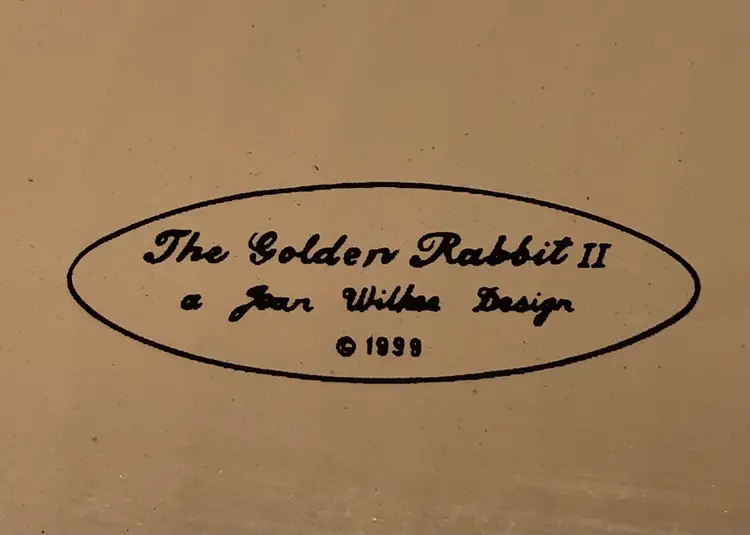 The Golden Rabbit II
a Joan Wilkes Design
© 1999